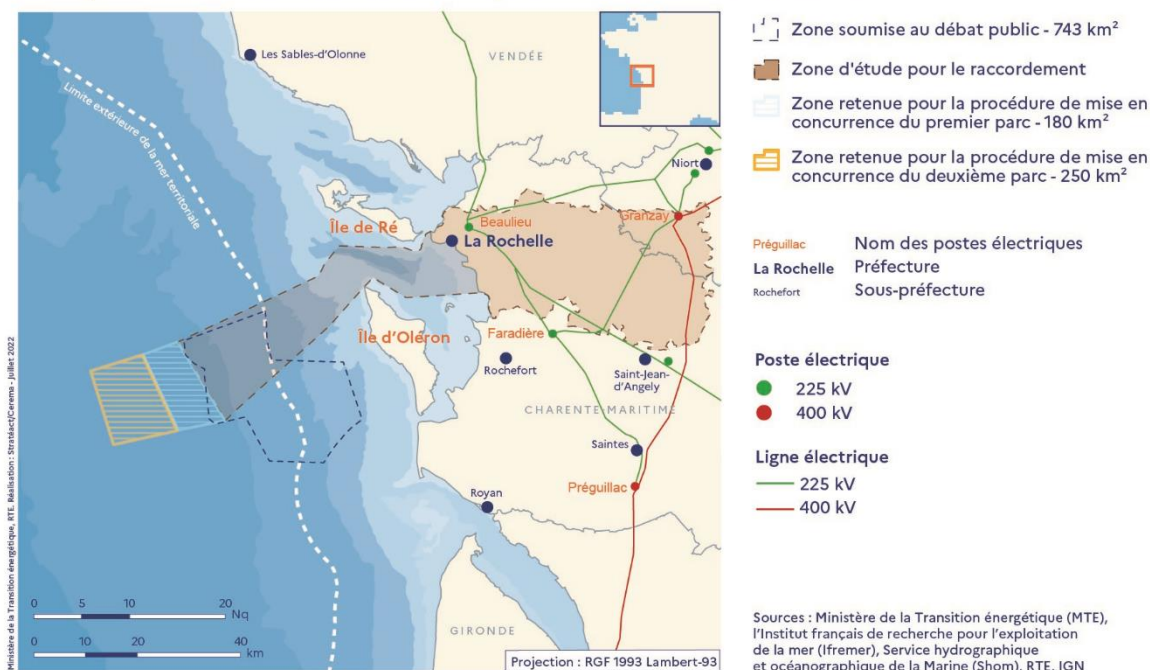 Les Sables-d'Olonne
VENDÉE
Limite extérieure de la mer territoriale
Niort
Île de Ré
Beaulieu
Granzay
La Rochelle
Île d'Oléron
Faradière
Rochefort
Saint-Jean-
d'Angely
CHARENTE-MARITIME
Saintes
Royan
Préguillac
GIRONDE
0 5 10 20
Nq
0 10 20 40
km
Projection : RGF 1993 Lambert-93
Ministère de la Transition énergétique, RTE. Réalisation : Stratéact/Cerema - Juillet 2022
Zone soumise au débat public - 743 km²
Zone d'étude pour le raccordement
Zone retenue pour la procédure de mise en
concurrence du premier parc - 180 km²
Zone retenue pour la procédure de mise en
concurrence du deuxième parc - 250 km²
Préguillac Nom des postes électriques
La Rochelle Préfecture
Rochefort Sous-préfecture
Poste électrique
225 kV
400 kV
Ligne électrique
225 kV
400 kV
Sources : Ministère de la Transition énergétique (MTE),
l'Institut français de recherche pour l'exploitation
de la mer (Ifremer), Service hydrographique
et océanographique de la Marine (Shom), RTE, IGN